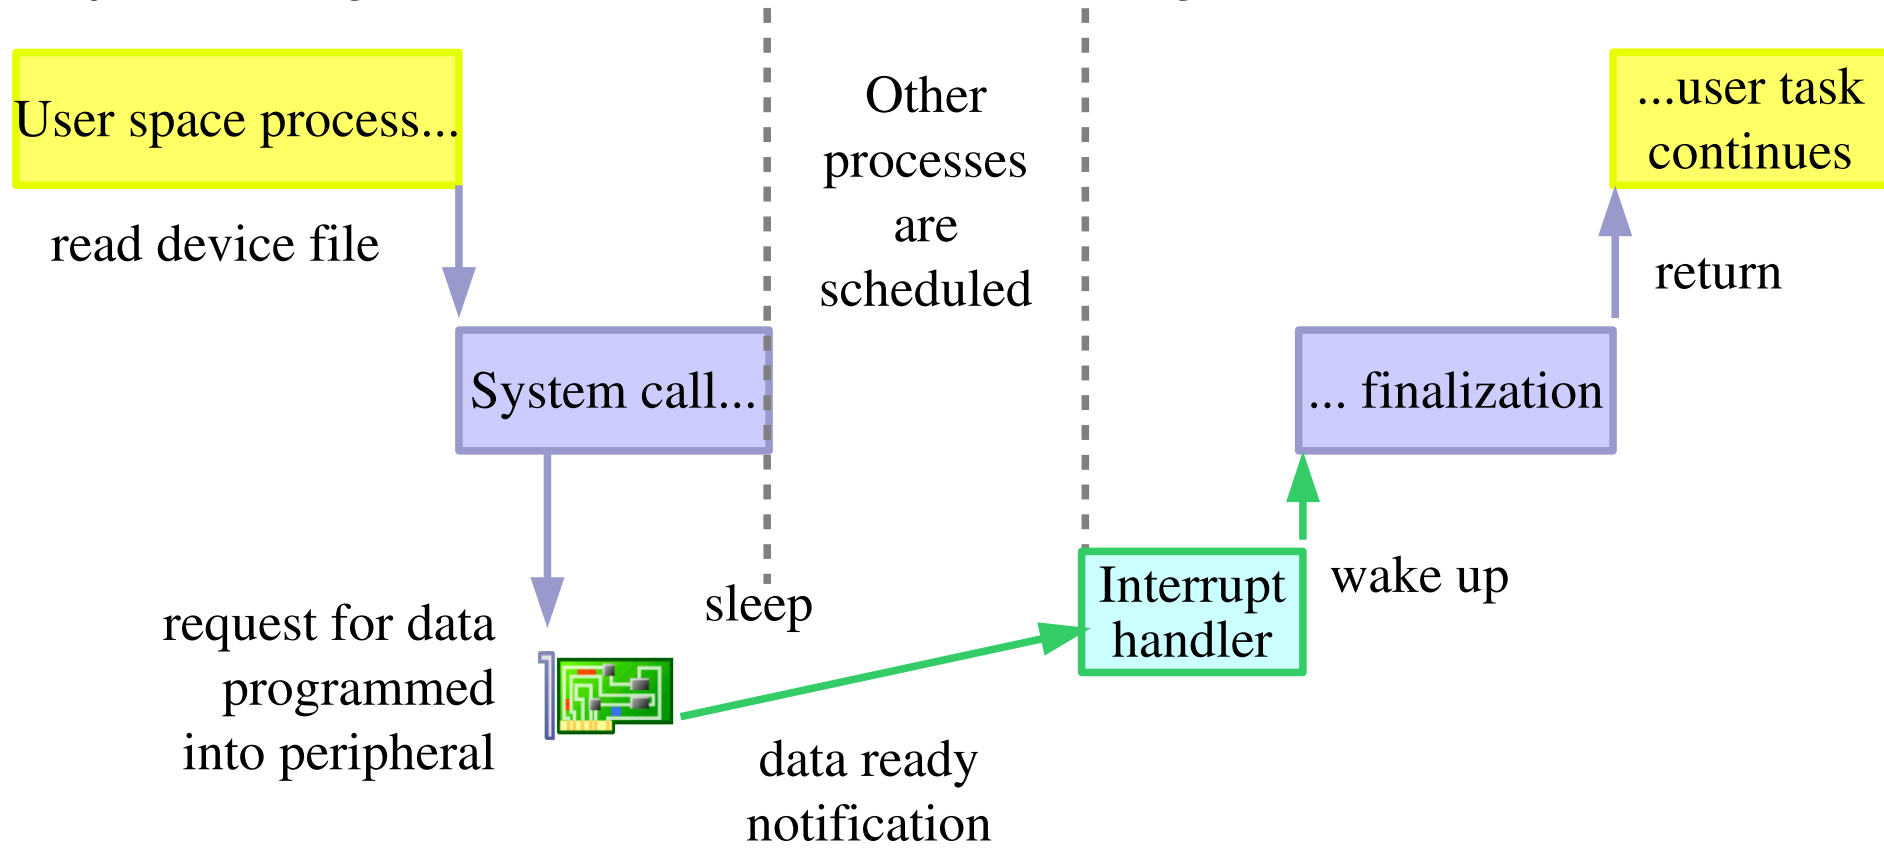 User space process...
read device file
System call...
request for data
programmed
into peripheral
sleep
Other
processes
are
scheduled
data ready
notification
Interrupt
handler
wake up
... finalization
return
...user task
continues